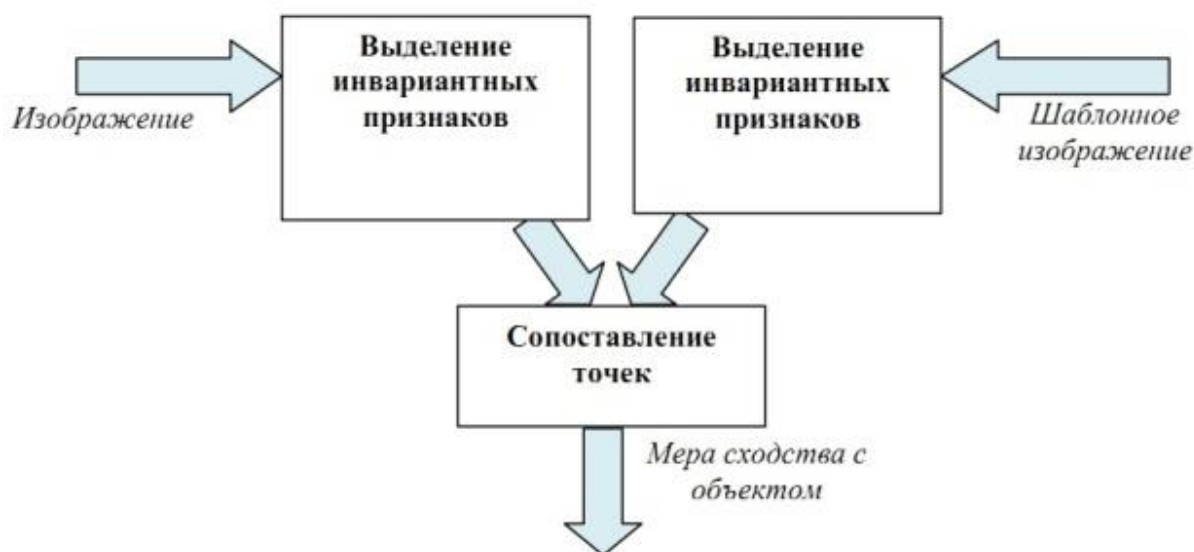 Выделение
инвариантных
признаков
Выделение
инвариантных
признаков
Изображение
Шаблонное
изображение
Сопоставление
точек
Мера сходства с
объектом